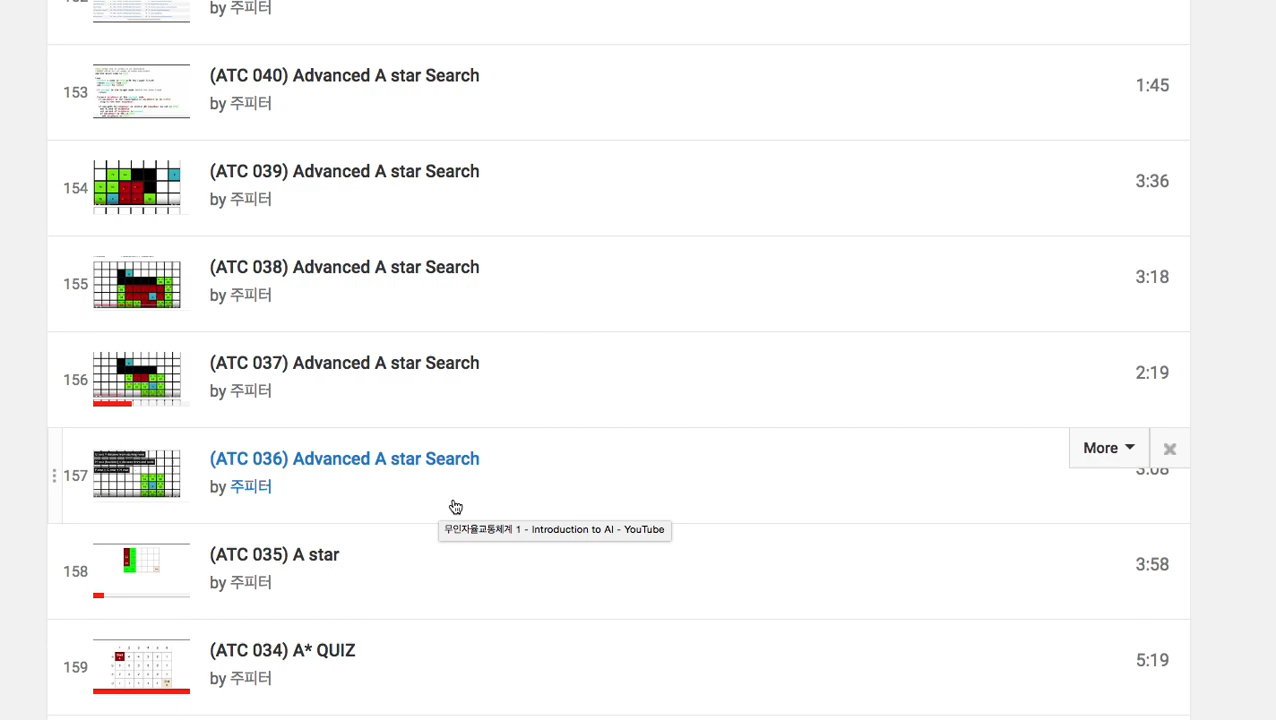 by 주피터
153
(ATC 040) Advanced A star Search
1:45
by 주피터
154
(ATC 039) Advanced A star Search
3:36
by 주피터
155
(ATC 038) Advanced A star Search
3:18
by 주피터
156
(ATC 037) Advanced A star Search
2:19
by 주피터
157
(ATC 036) Advanced A star Search
More
by 주피터
무인자율교통체계 1 - Introduction to AI - YouTube
158
(ATC 035) A star
3:58
by 주피터
159
(ATC 034) A* QUIZ
5:19
by 주피터